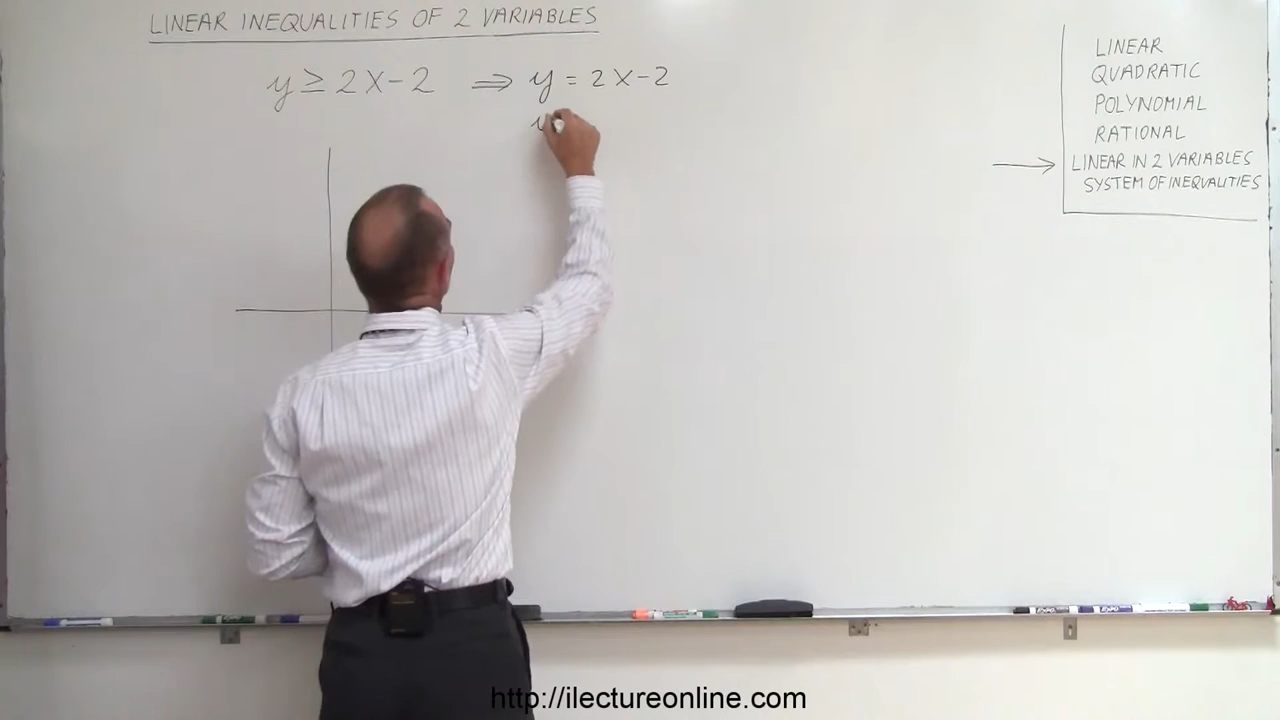 LINEAR INEQUALITIES OF 2 VARIABLES
y ≥ 2X-2 ⇒ y = 2X-2
LINEAR
QUADRATIC
POLYNOMIAL
RATIONAL
→ LINEAR IN 2 VARIABLES
SYSTEM OF INEQUALITIES
EXPO
http://ilectureonline.com